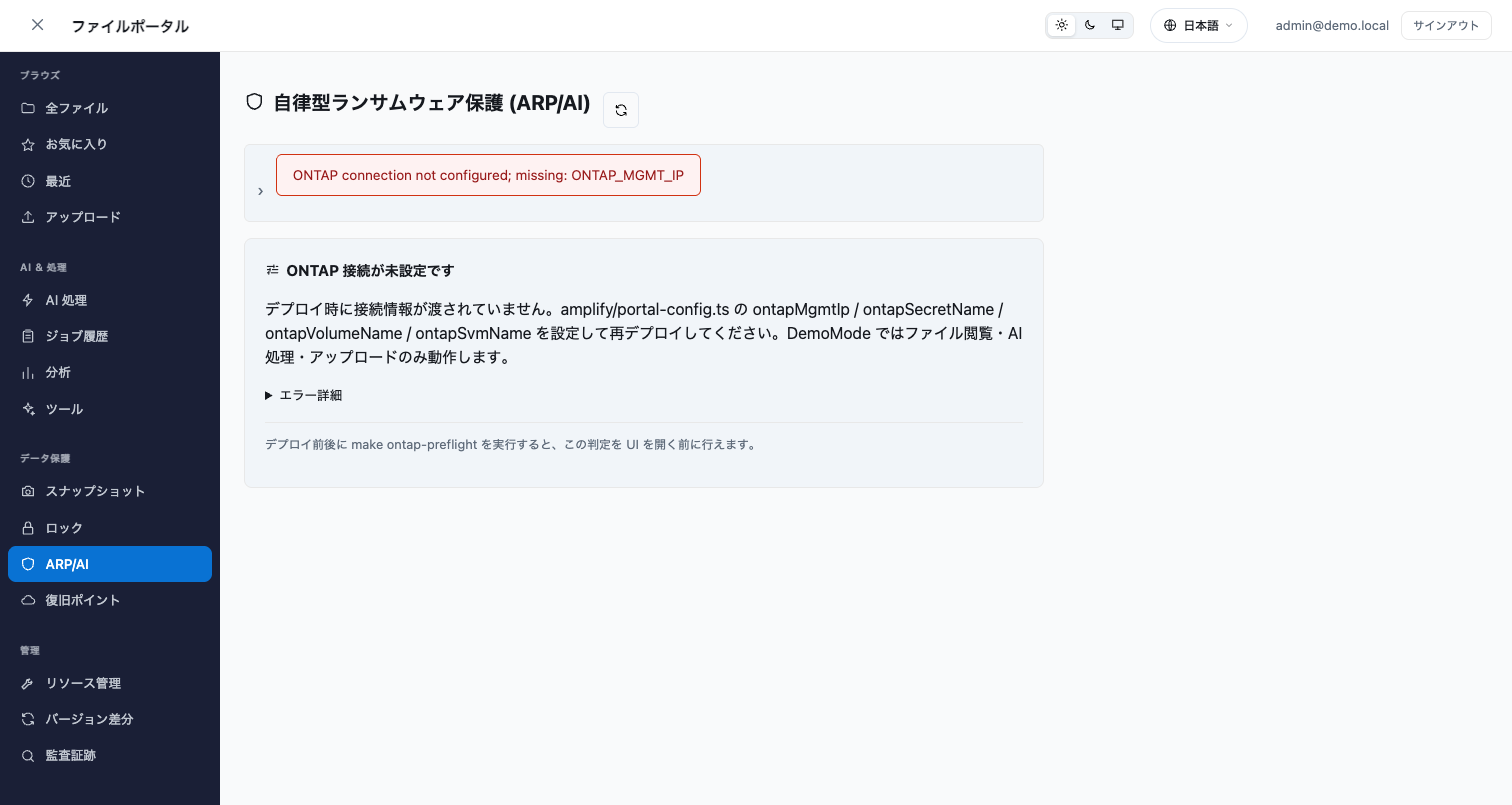 ファイルポータル
日本語
admin@demo.local
サインアウト
ブラウズ
全ファイル
お気に入り
最近
アップロード
AI & 処理
AI 処理
ジョブ履歴
分析
ツール
データ保護
スナップショット
ロック
ARP/AI
復旧ポイント
管理
リソース管理
バージョン差分
監査証跡
自律型ランサムウェア保護 (ARP/AI)
ONTAP connection not configured; missing: ONTAP_MGMT_IP
ONTAP 接続が未設定です
デプロイ時に接続情報が渡されていません。amplify/portal-config.ts の ontapMgmtIp / ontapSecretName /
ontapVolumeName / ontapSvmName を設定して再デプロイしてください。DemoMode ではファイル閲覧・AI
処理・アップロードのみ動作します。
エラー詳細
デプロイ前後に make ontap-preflight を実行すると、この判定を UI を開く前に行えます。